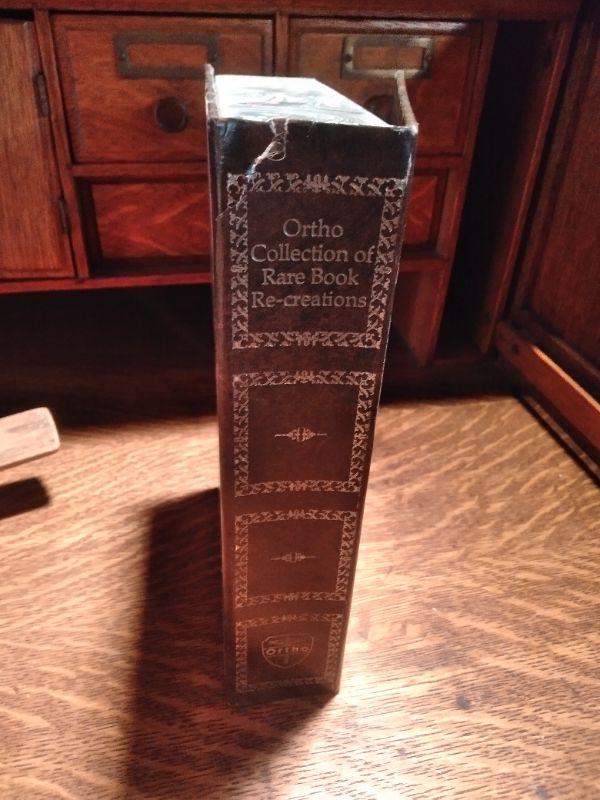 Ortho
Collection of
Rare Book
Re-creations
Ortho